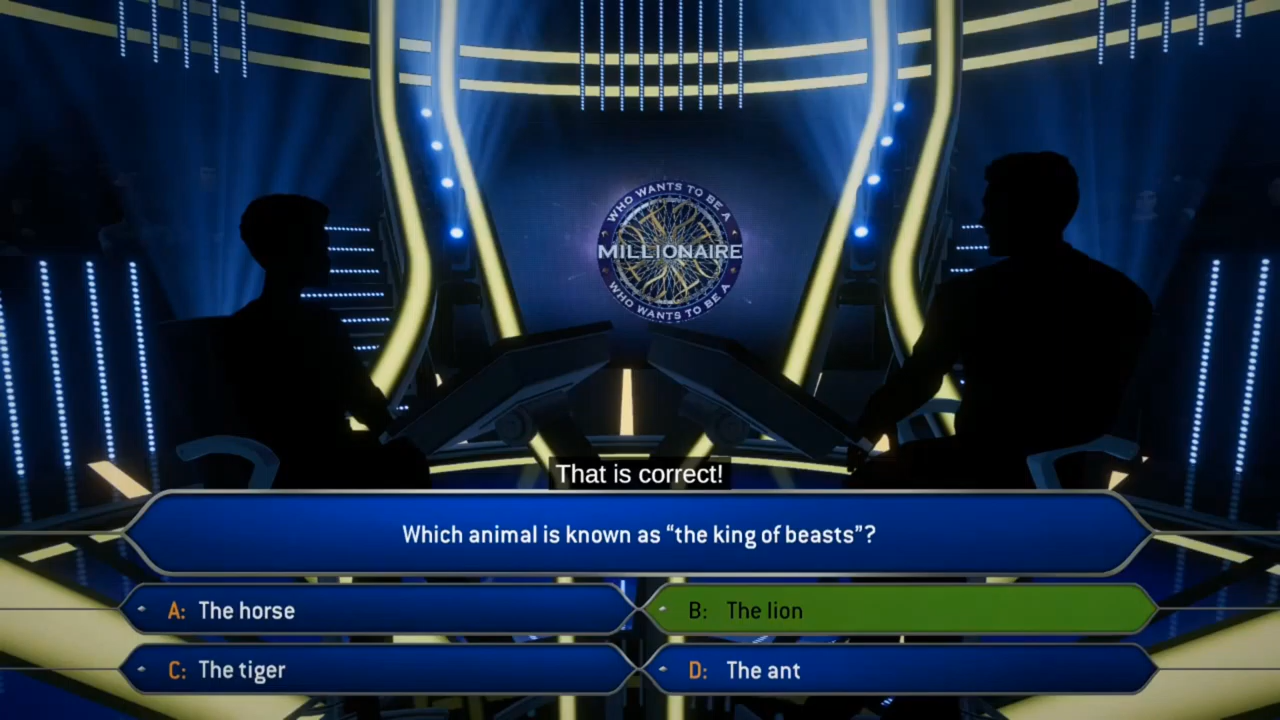 WHO WANTS TO BE A
MILLIONAIRE
WHO WANTS TO BE A
That is correct!
Which animal is known as “the king of beasts”?
A: The horse
B: The lion
C: The tiger
D: The ant